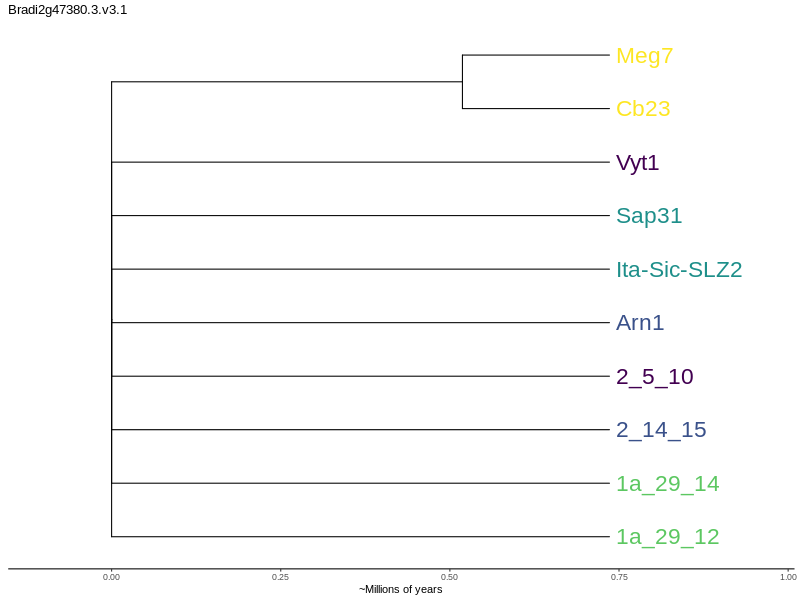 Bradi2g47380.3.v3.1
Meg7
Cb23
Vyt1
Sap31
Ita-Sic-SLZ2
Arn1
2_5_10
2_14_15
1a_29_14
1a_29_12
0.00 0.25 0.50 0.75 1.00
~Millions of years